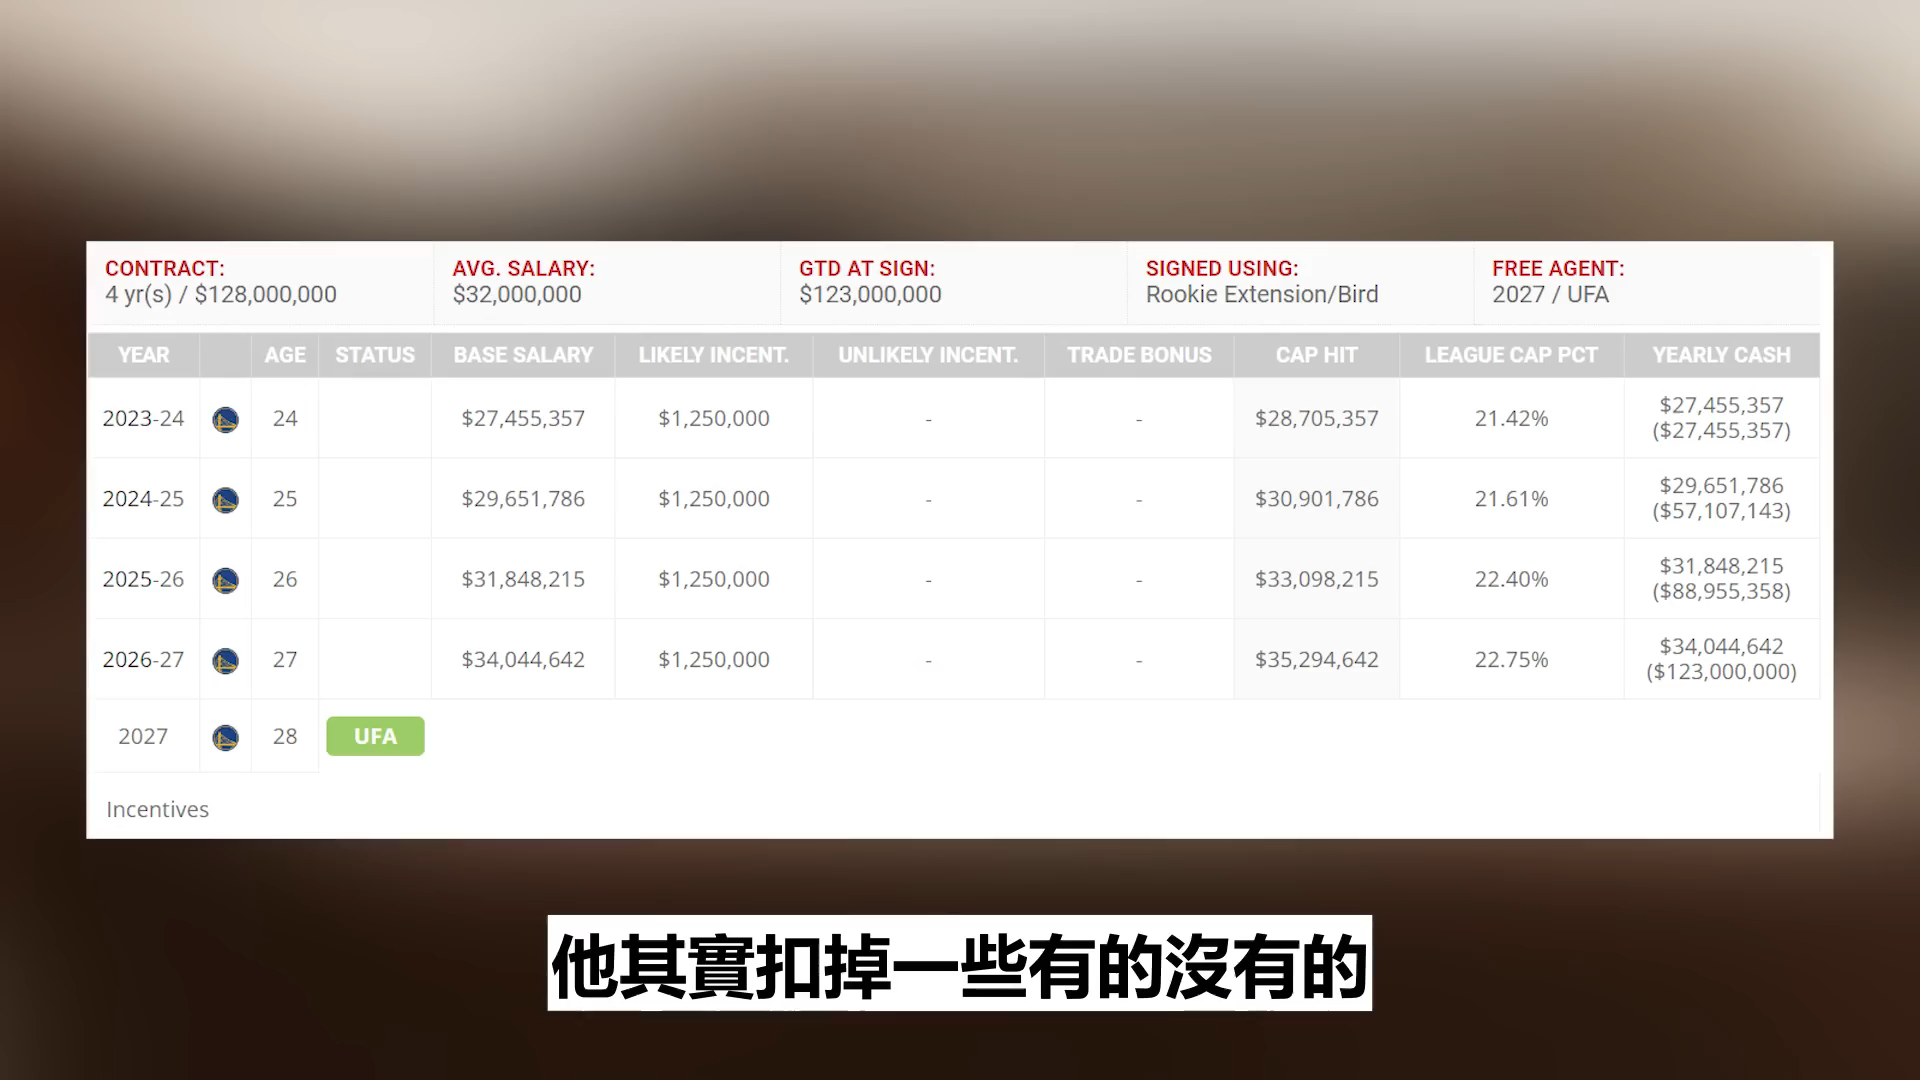 CONTRACT: AVG. SALARY: GTD AT SIGN: SIGNED USING: FREE AGENT:
4 yr(s) / $128,000,000 $32,000,000 $123,000,000 Rookie Extension/Bird 2027 / UFA
YEAR AGE STATUS BASE SALARY LIKELY INCENT. UNLIKELY INCENT. TRADE BONUS CAP HIT LEAGUE CAP PCT YEARLY CASH
2023-24 24 $27,455,357 $1,250,000 - - $28,705,357 21.42% $27,455,357
($27,455,357)
2024-25 25 $29,651,786 $1,250,000 - - $30,901,786 21.61% $29,651,786
($57,107,143)
2025-26 26 $31,848,215 $1,250,000 - - $33,098,215 22.40% $31,848,215
($88,955,358)
2026-27 27 $34,044,642 $1,250,000 - - $35,294,642 22.75% $34,044,642
($123,000,000)
2027 28 UFA
Incentives
他其實扣掉一些有的沒有的